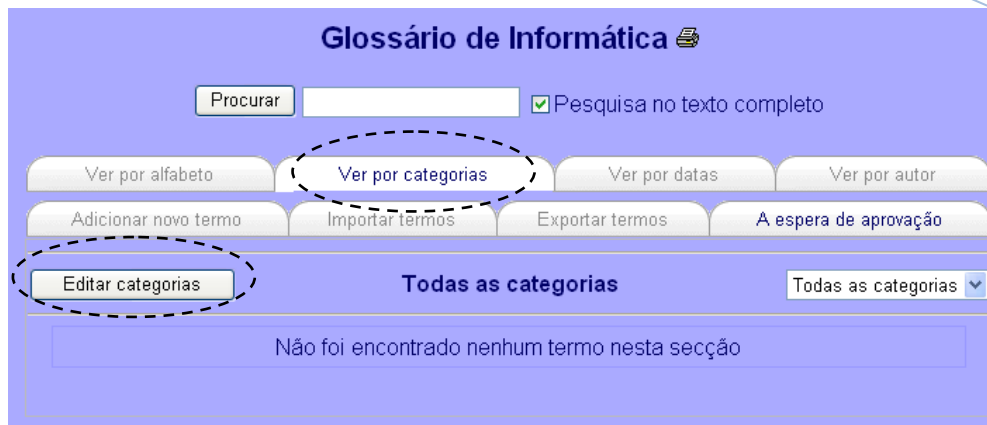 Glossário de Informática
Procurar Pesquisa no texto completo
Ver por alfabeto Ver por categorias Ver por datas Ver por autor
Adicionar novo termo Importar termos Exportar termos A espera de aprovação
Editar categorias Todas as categorias Todas as categorias
Não foi encontrado nenhum termo nesta secção